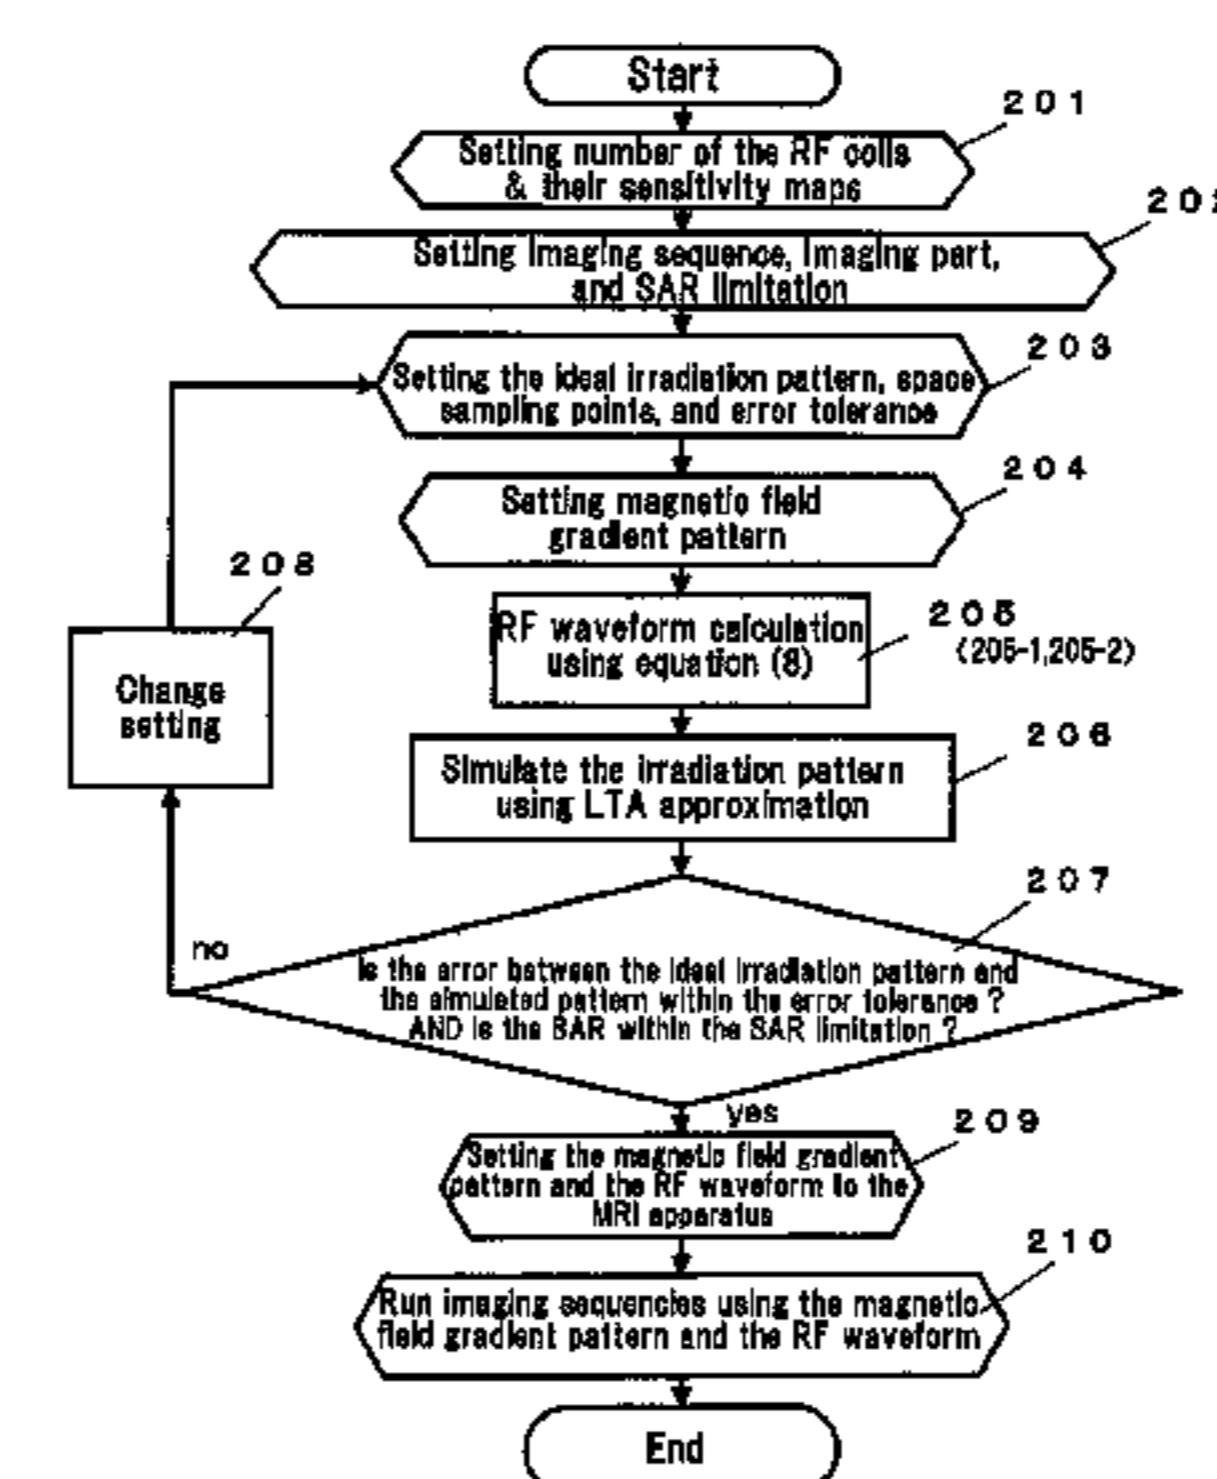 Start
201
Setting number of the RF coils
& their sensitivity maps
202
Setting imaging sequence, imaging part,
and SAR limitation
203
Setting the ideal irradiation pattern, space
sampling points, and error tolerance
204
Setting magnetic field
gradient pattern
208
Change
setting
205
(205-1,205-2)
RF waveform calculation
using equation (8)
206
Simulate the irradiation pattern
using LTA approximation
207
no
Is the error between the ideal irradiation pattern and
the simulated pattern within the error tolerance ?
AND is the SAR within the SAR limitation ?
yes
209
Setting the magnetic field gradient
pattern and the RF waveform to the
MRI apparatus
210
Run imaging sequencies using the magnetic
field gradient pattern and the RF waveform
End